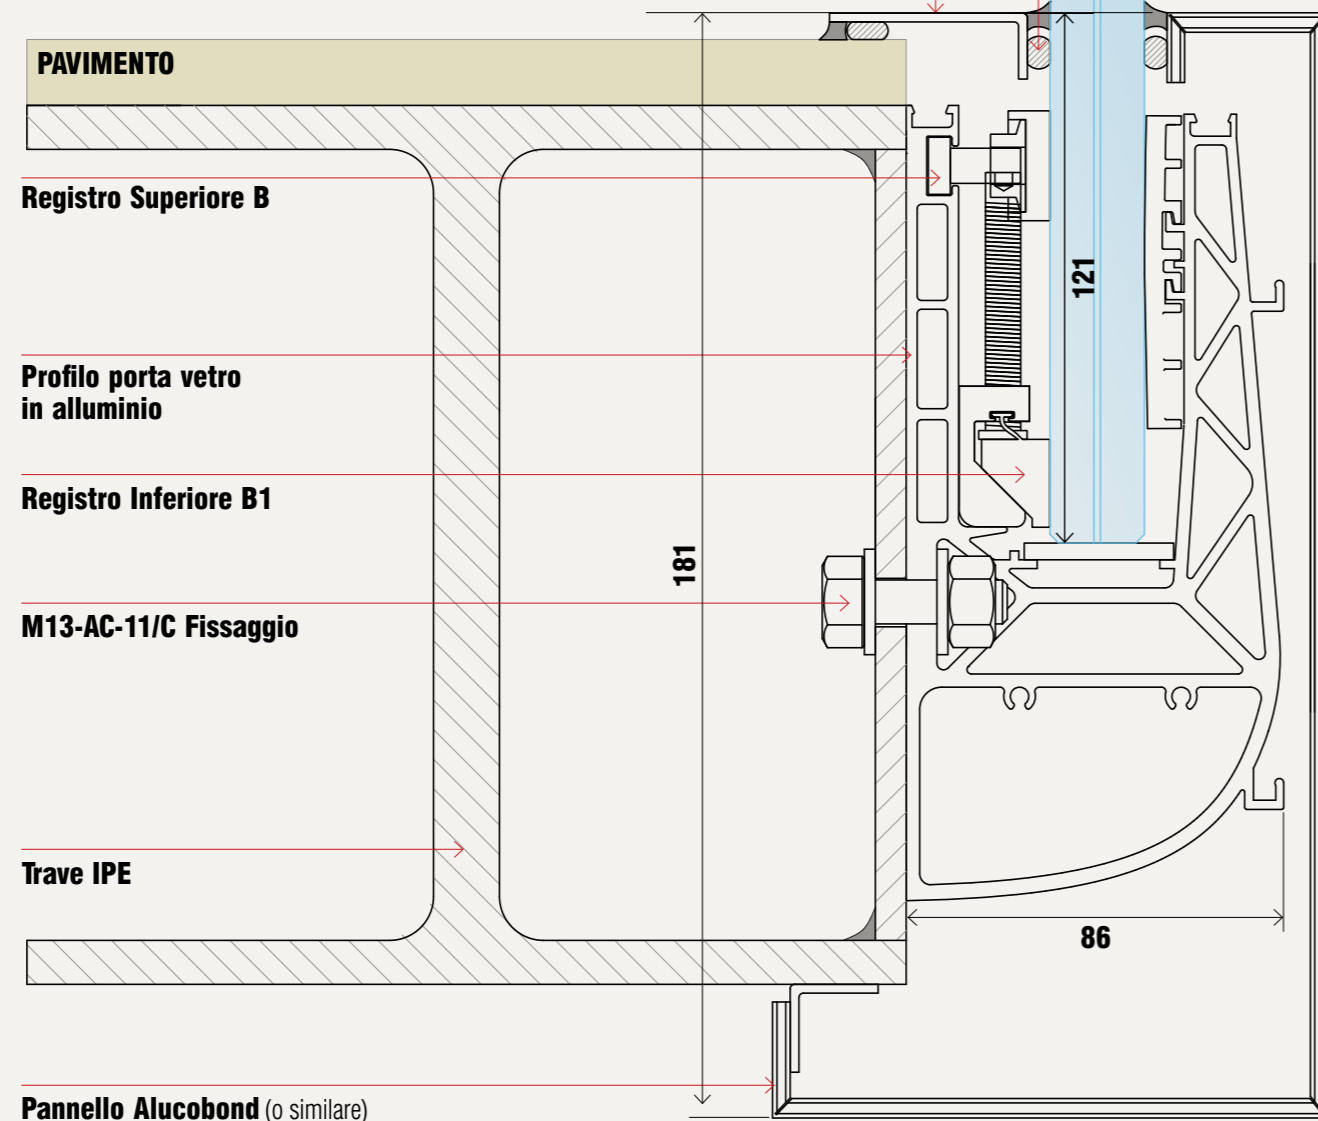 PAVIMENTO
Registro Superiore B
121
Profilo porta vetro
in alluminio
Registro Inferiore B1
181
M13-AC-11/C Fissaggio
Trave IPE
86
Pannello Alucobond (o similare)